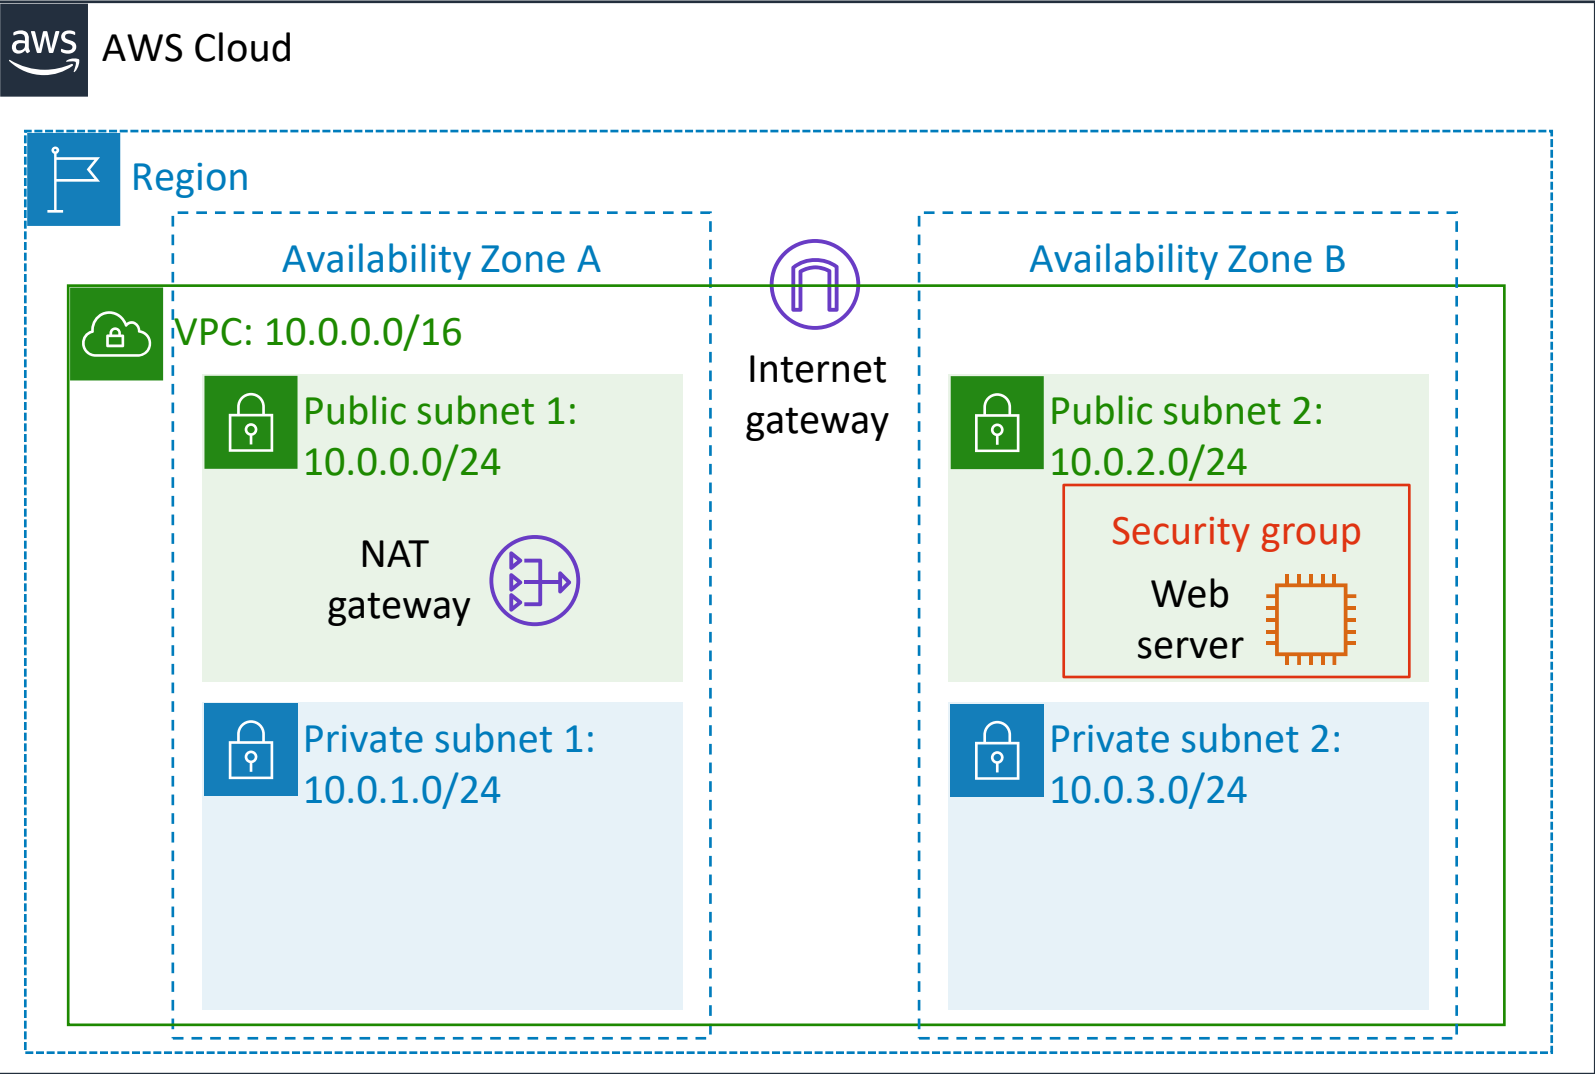 aws
AWS Cloud
Region
Availability Zone A
Availability Zone B
VPC: 10.0.0.0/16
Internet
gateway
Public subnet 1:
10.0.0.0/24
NAT
gateway
Public subnet 2:
10.0.2.0/24
Security group
Web
server
Private subnet 1:
10.0.1.0/24
Private subnet 2:
10.0.3.0/24